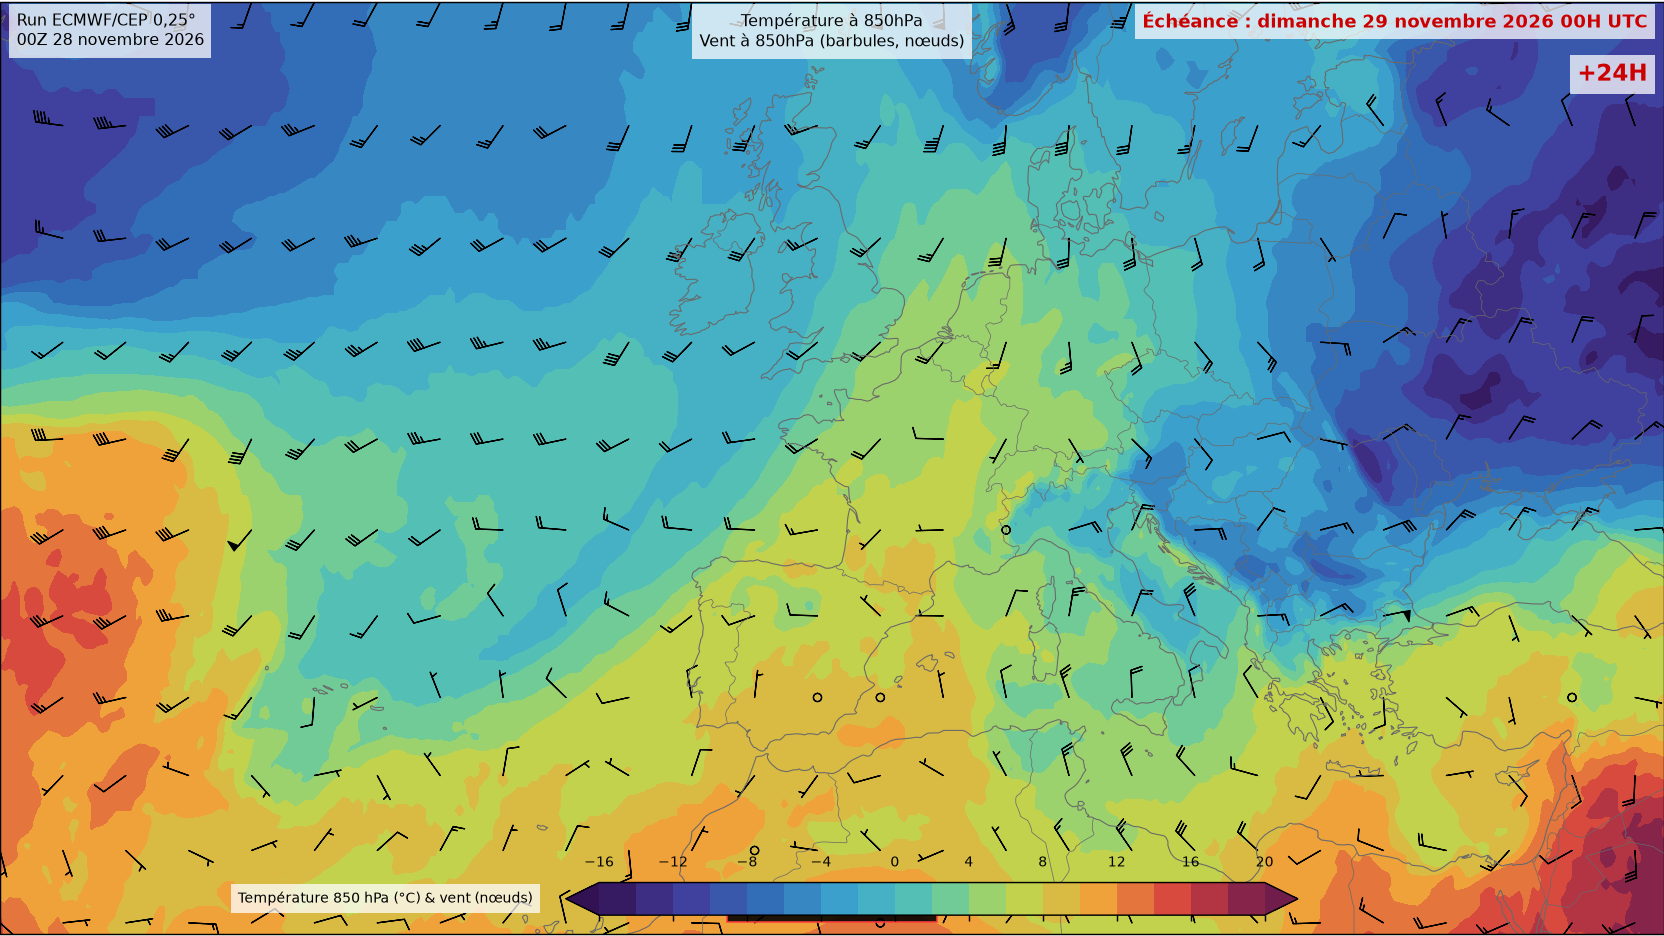 Run ECMWF/CEP 0,25°
00Z 28 novembre 2026
Température à 850hPa
Vent à 850hPa (barbules, nœuds)
Échéance : dimanche 29 novembre 2026 00H UTC
+24H
−16 −12 −8 −4 0 4 8 12 16 20
Température 850 hPa (°C) & vent (nœuds)